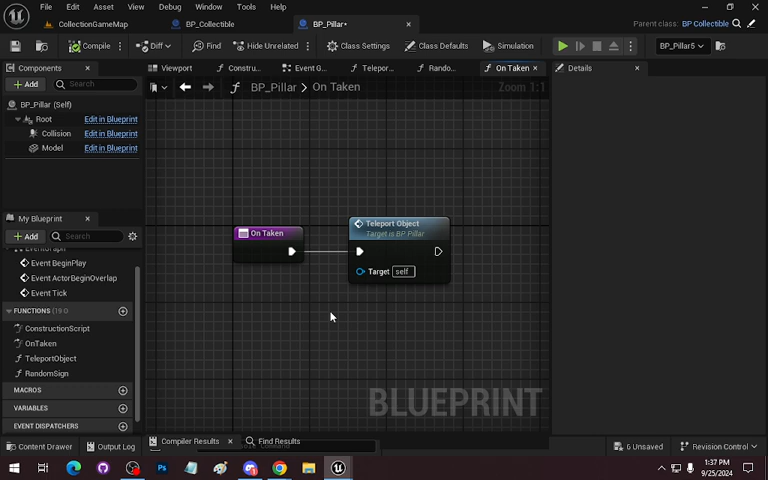 File Edit Asset View Debug Window Tools Help
CollectionGameMap BP_Collectible BP_Pillar• Parent class: BP Collectible
Compile Diff Find Hide Unrelated Class Settings Class Defaults Simulation BP_Pillar5
Components Viewport Constru... Event G... Telepor... Rando... On Taken Details
Add Search
BP_Pillar > On Taken Zoom 1:1
BP_Pillar (Self)
Root Edit in Blueprint
Collision Edit in Blueprint
Model Edit in Blueprint
My Blueprint
Add Search
EventGraph
Event BeginPlay
Event ActorBeginOverlap
Event Tick
FUNCTIONS (19 O
ConstructionScript
OnTaken
TeleportObject
RandomSign
MACROS
VARIABLES
EVENT DISPATCHERS
On Taken
Teleport Object
Target is BP Pillar
Target self
BLUEPRINT
Compiler Results Find Results
Content Drawer Output Log 6 Unsaved Revision Control
1:37 PM
9/25/2024